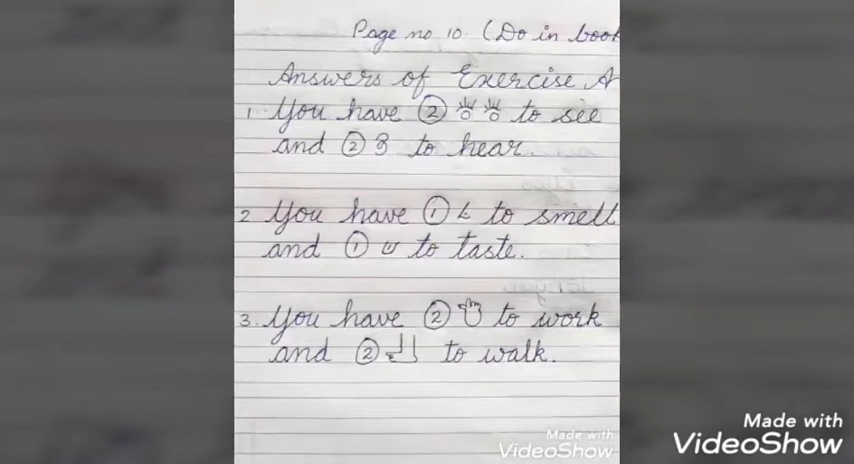 Page no 10. (Do in book
Answers of Exercise A
1. You have ② to see
and ② to hear.
2. You have ① to smell
and ① to taste.
3. You have ② to work
and ② to walk.
Made with
VideoShow
Made with
VideoShow